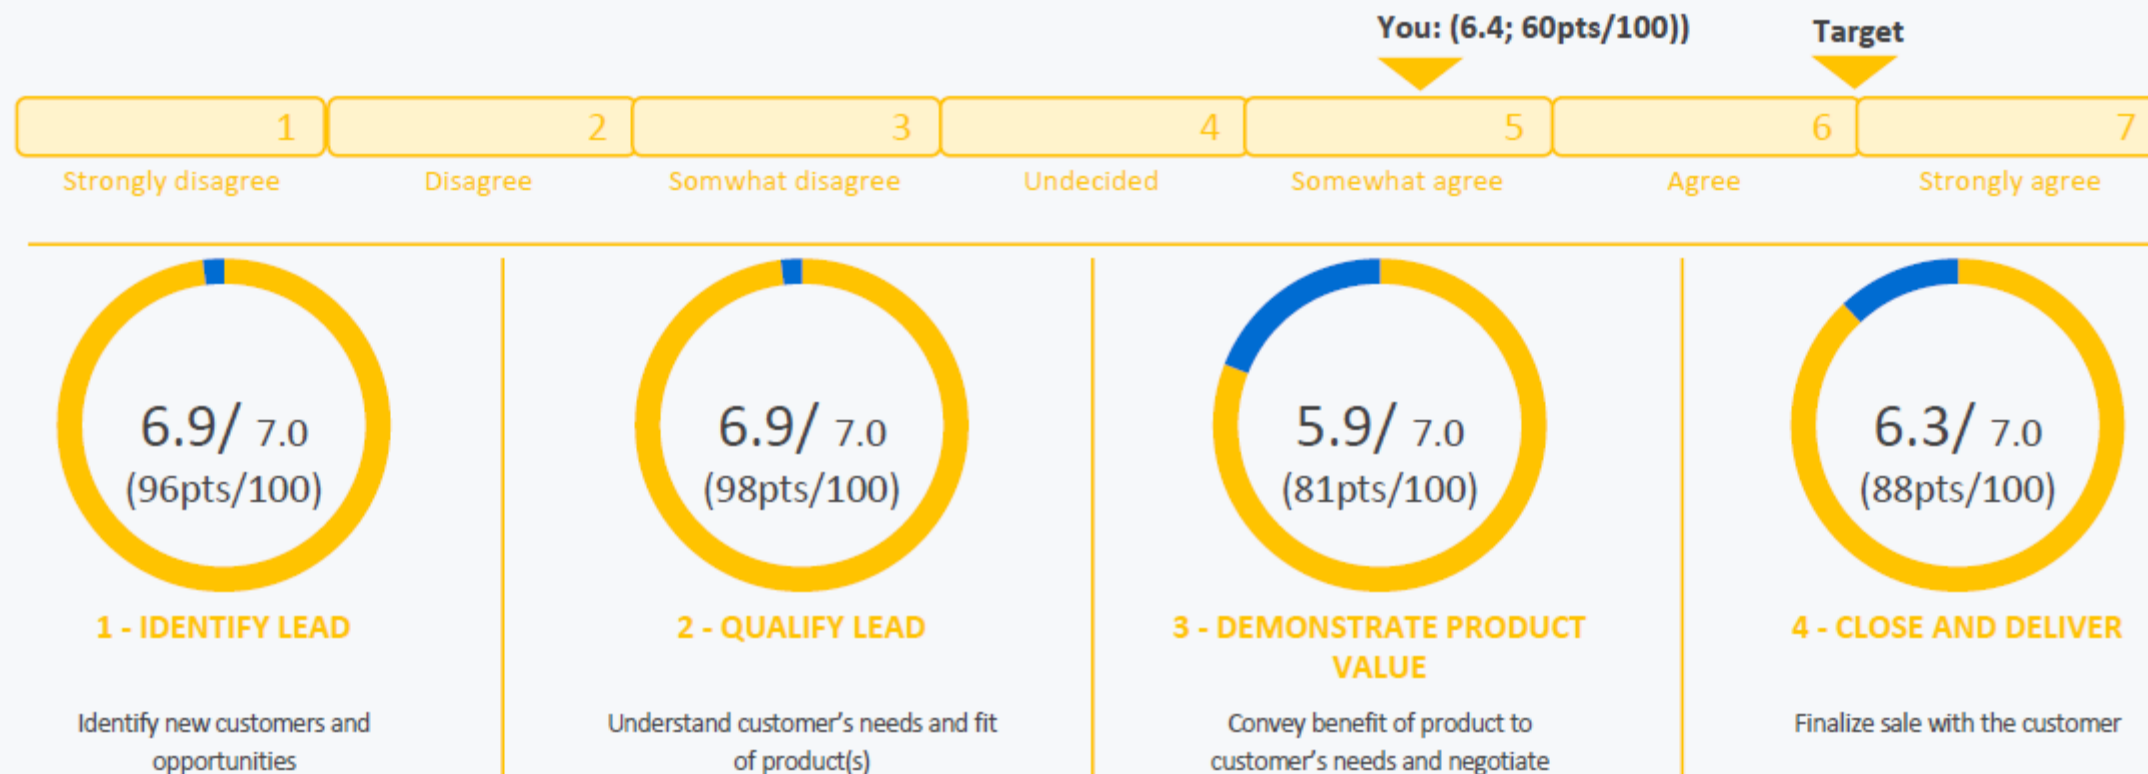 You: (6.4; 60pts/100))
Target
1
2
3
4
5
6
7
Strongly disagree
Disagree
Somwhat disagree
Undecided
Somewhat agree
Agree
Strongly agree
6.9/ 7.0
(96pts/100)
6.9/ 7.0
(98pts/100)
5.9/ 7.0
(81pts/100)
6.3/ 7.0
(88pts/100)
1 - IDENTIFY LEAD
2 - QUALIFY LEAD
3 - DEMONSTRATE PRODUCT
VALUE
4 - CLOSE AND DELIVER
Identify new customers and
opportunities
Understand customer's needs and fit
of product(s)
Convey benefit of product to
customer's needs and negotiate
Finalize sale with the customer